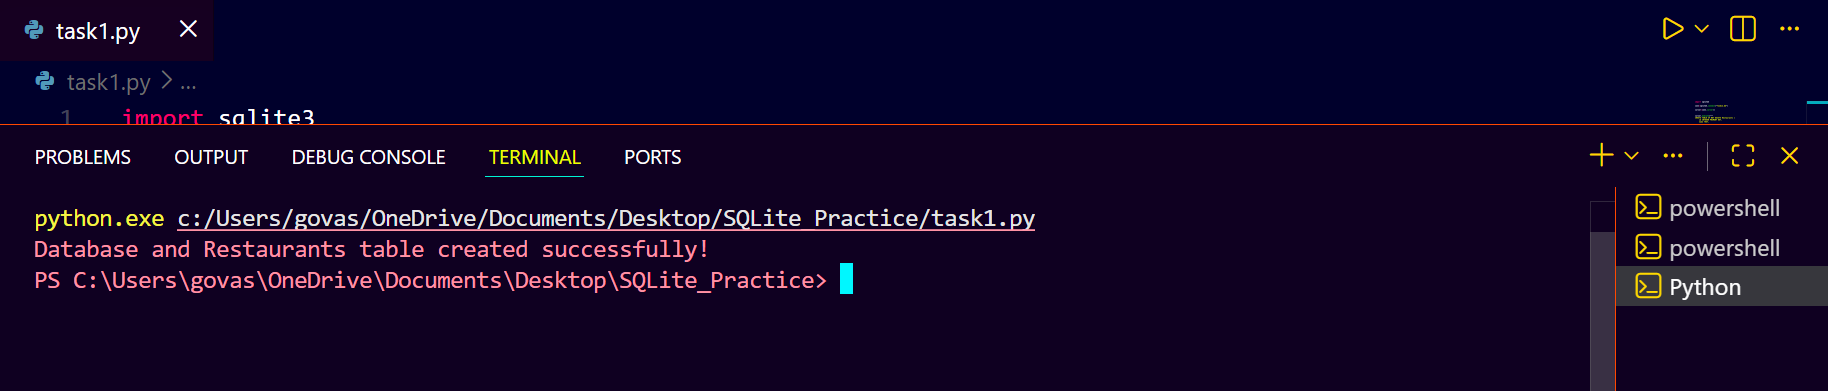 task1.py
task1.py > ...
1 import sqlite3
PROBLEMS OUTPUT DEBUG CONSOLE TERMINAL PORTS
python.exe c:/Users/govas/OneDrive/Documents/Desktop/SQLite_Practice/task1.py
Database and Restaurants table created successfully!
PS C:\Users\govas\OneDrive\Documents\Desktop\SQLite_Practice>
powershell
powershell
Python